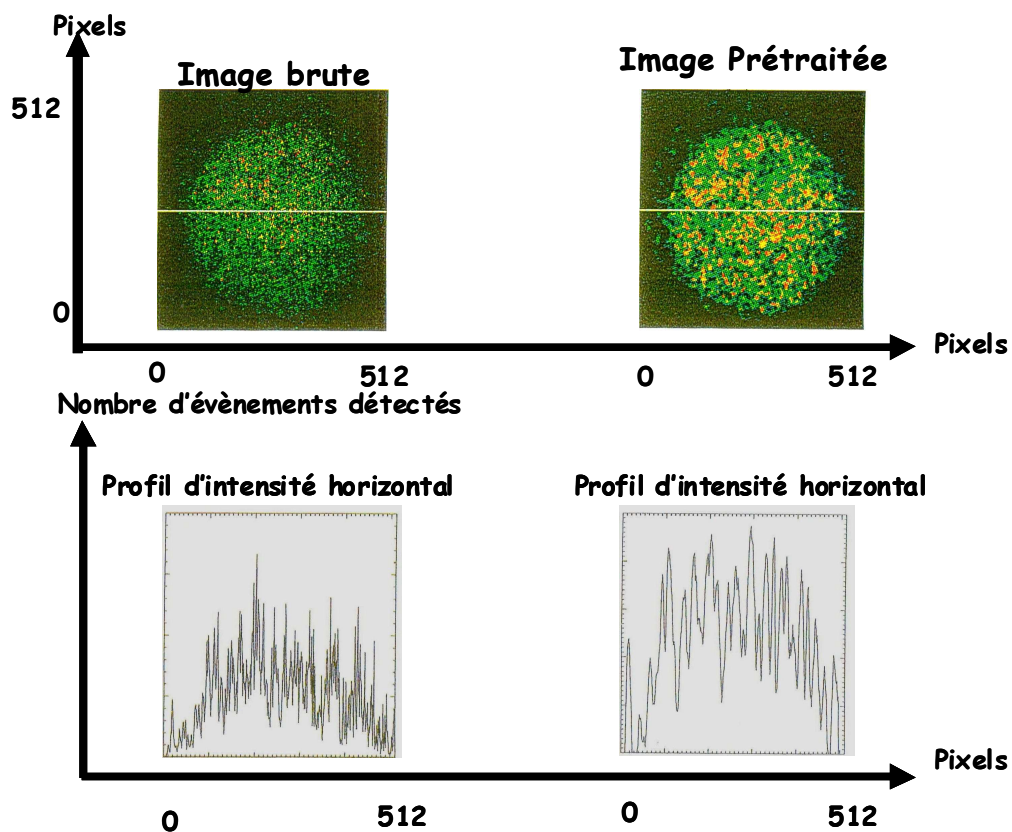 Pixels
Image brute
Image Prétraitée
512
0
Pixels
0
512
0
512
Nombre d'évènements détectés
Profil d'intensité horizontal
Profil d'intensité horizontal
Pixels
0
512
0
512